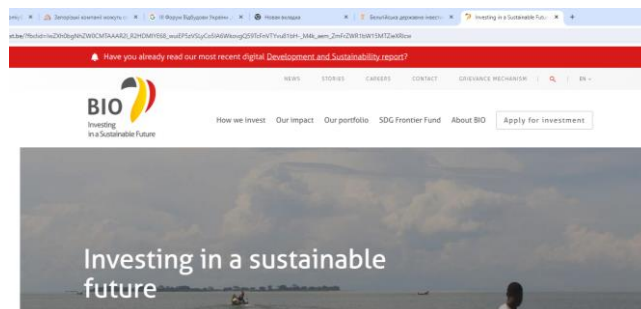 Запорізькі компанії можуть о
ІІІ Форум Відбудови України
Новая вкладка
Бельгійська державна інвести
Investing in a Sustainable Futu
Have you already read our most recent digital Development and Sustainability report?
NEWS STORIES CAREERS CONTACT GRIEVANCE MECHANISM EN
BIO
Investing
in a Sustainable Future
How we Invest Our Impact Our portfolio SDG Frontier Fund About BIO Apply for investment
Investing in a sustainable
future